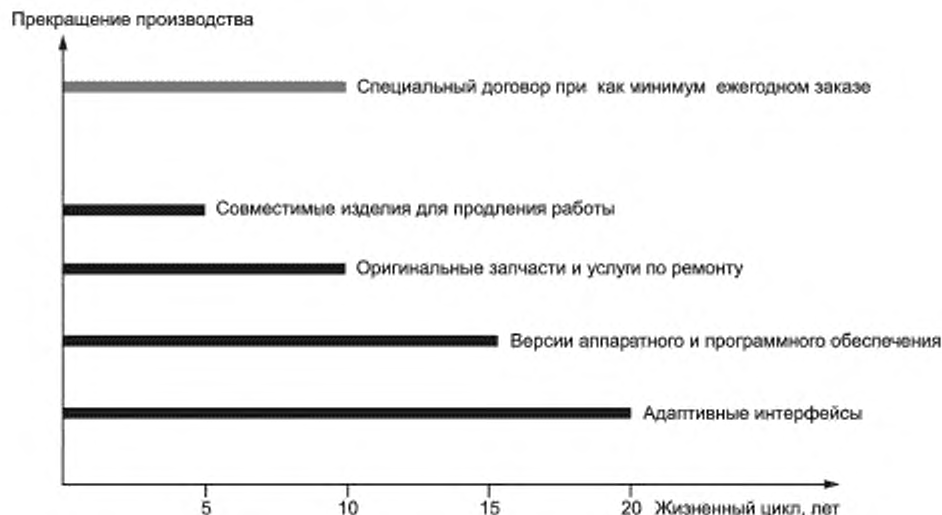 Прекращение производства
Специальный договор при как минимум ежегодном заказе
Совместимые изделия для продления работы
Оригинальные запчасти и услуги по ремонту
Версии аппаратного и программного обеспечения
Адаптивные интерфейсы
5 10 15 20 Жизненный цикл, лет